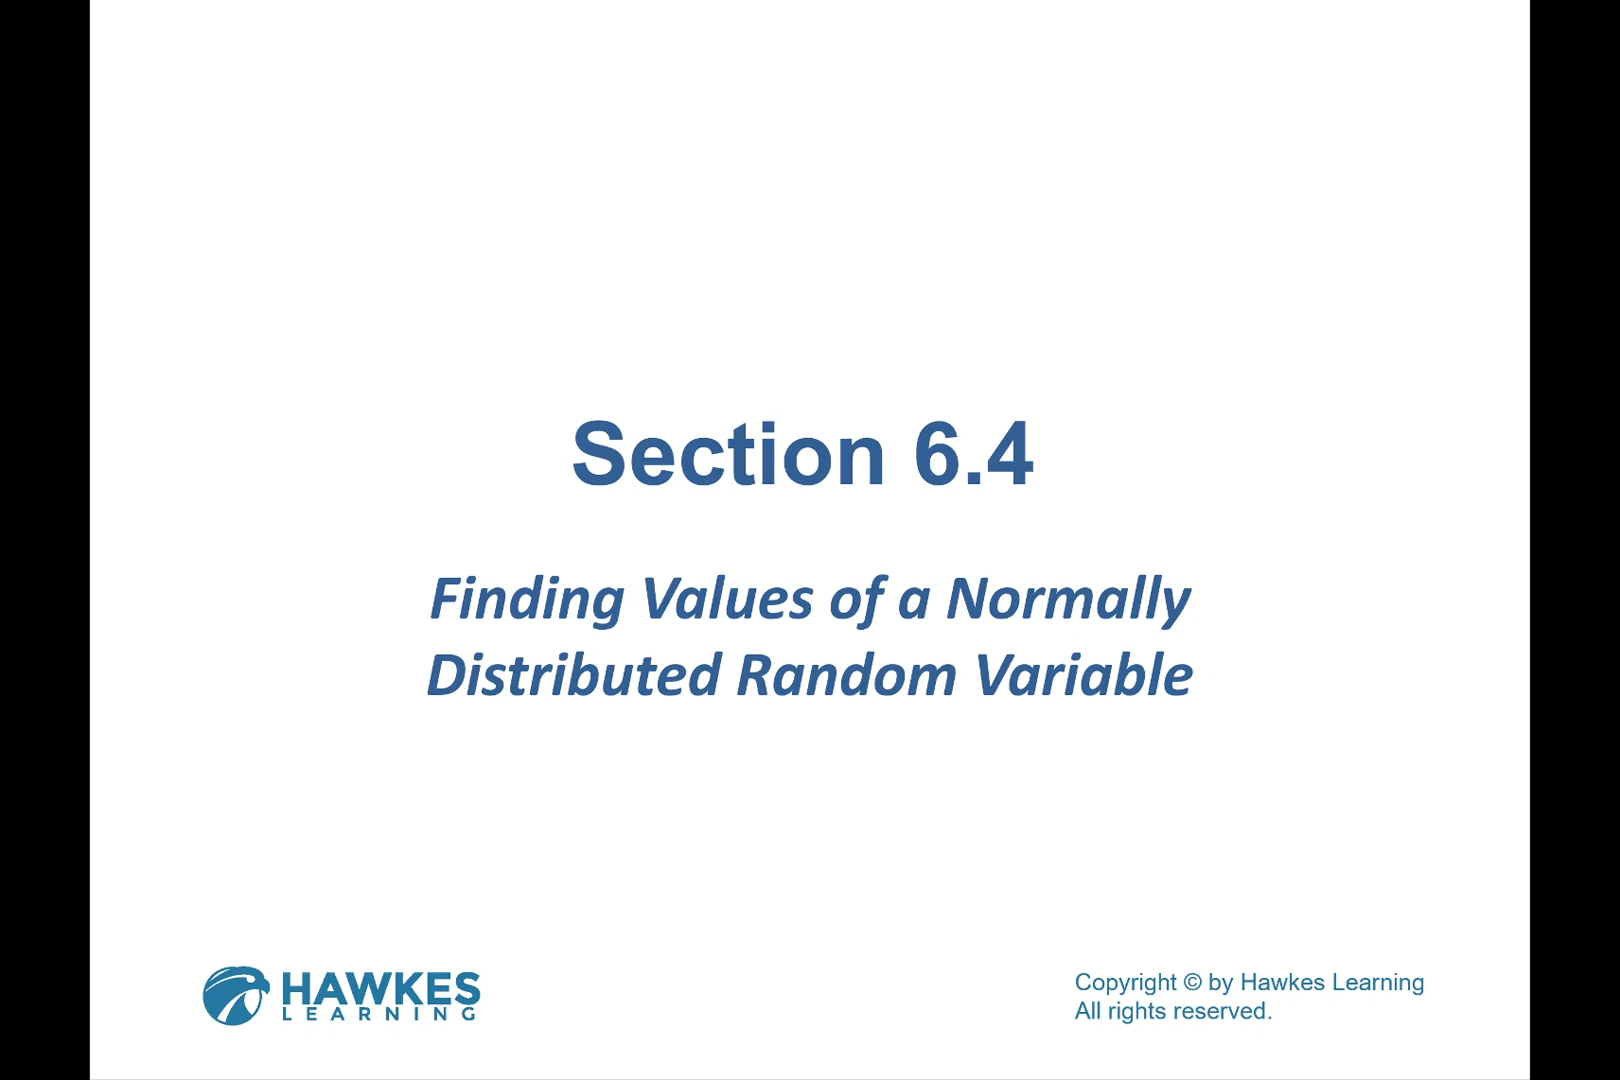 Section 6.4
Finding Values of a Normally
Distributed Random Variable
HAWKES
LEARNING
Copyright © by Hawkes Learning
All rights reserved.